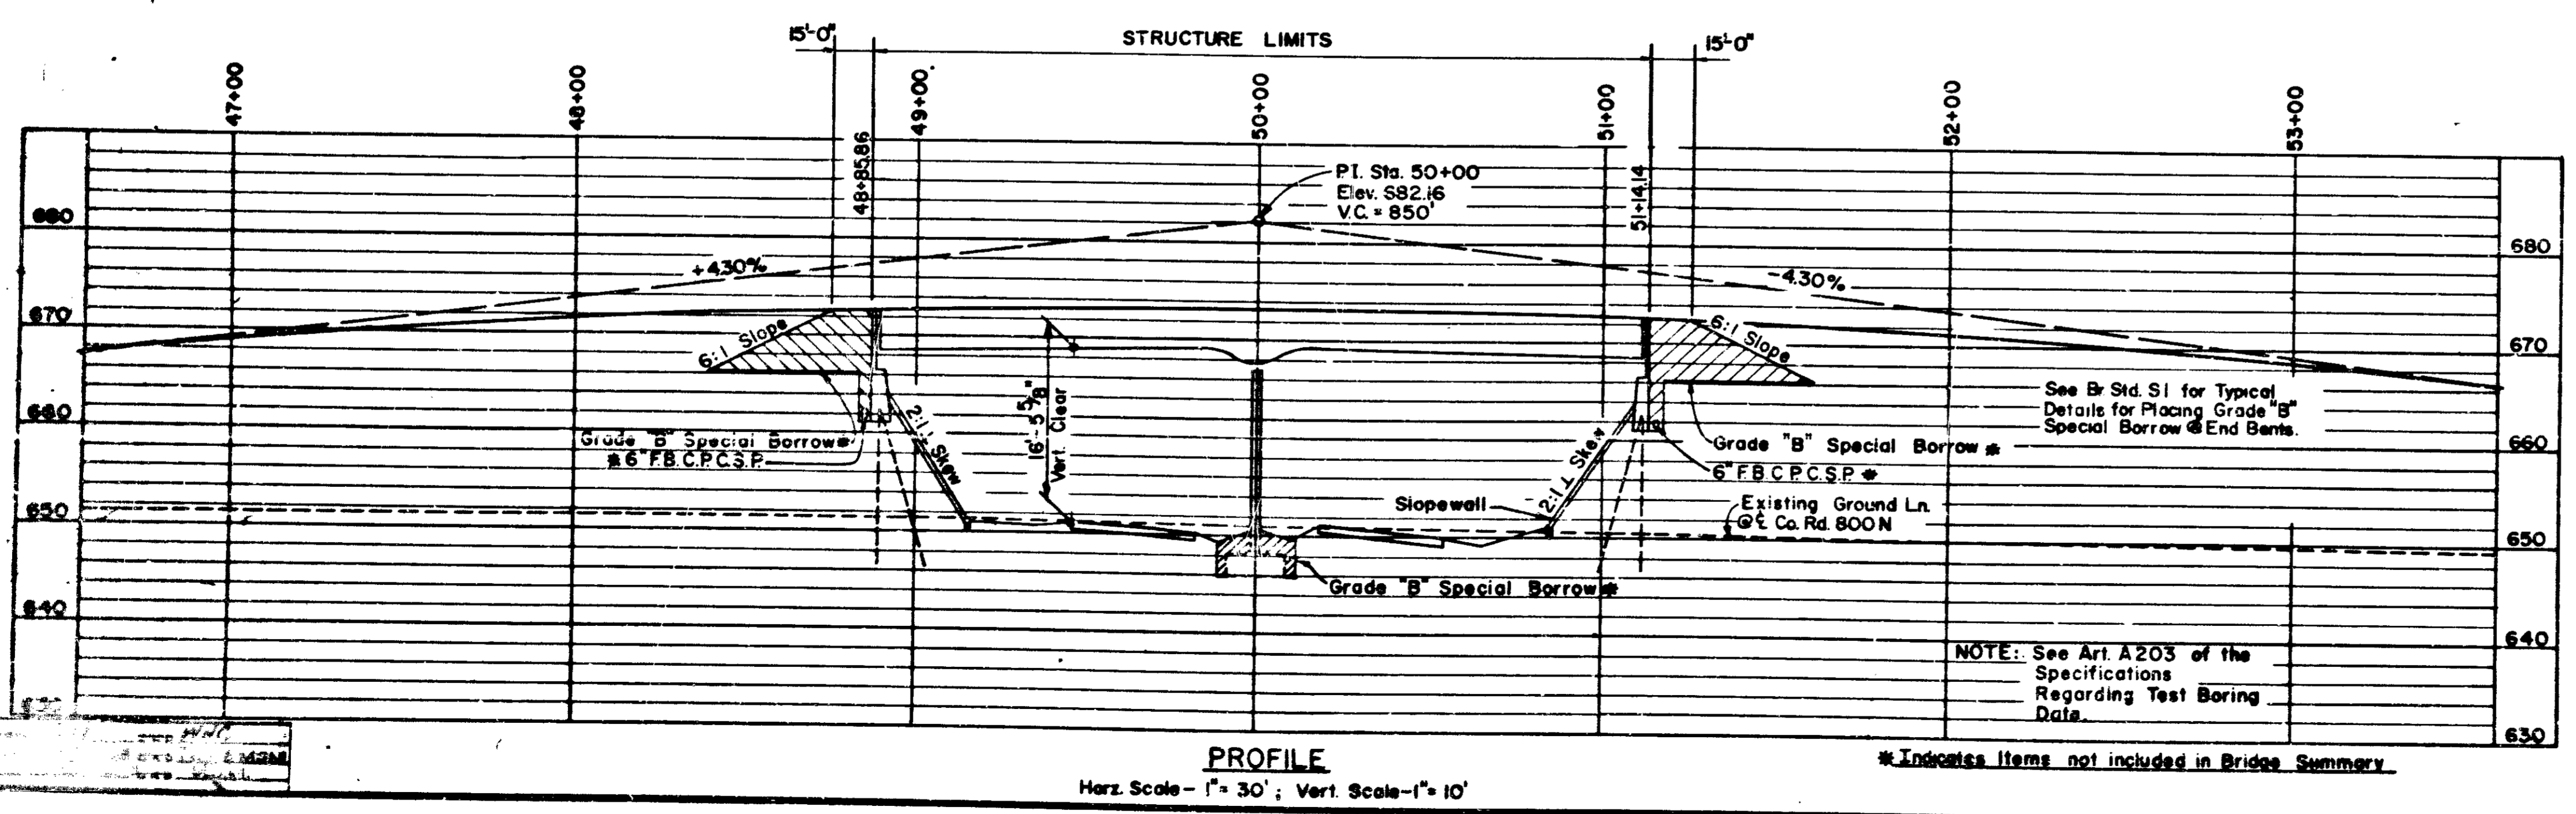 15'-0"
STRUCTURE LIMITS
15'-0"
47+00
48+00
48+85.86
49+00
50+00
51+00
51+14.14
52+00
53+00
P.I. Sta. 50+00
Elev. S82.16
V.C. = 850'
680
680
+4.30%
-4.30%
670
670
6:1 Slope
6:1 Slope
16'-5 5/8"
Vert. Clear
See Br. Std. S1 for Typical
Details for Placing Grade "B"
Special Borrow @ End Bents.
660
660
Grade "B" Special Borrow*
* 6" F.B.C.P.C.S.P.
2:1 ⊥ Skew
2:1 ⊥ Skew
Grade "B" Special Borrow *
6" F.B.C.P.C.S.P. *
Slopewall
Existing Ground Ln.
@ ℄ Co. Rd. 800 N
650
650
Grade "B" Special Borrow*
640
640
NOTE: See Art. A203 of the
Specifications
Regarding Test Boring
Data.
630
PROFILE
Horz. Scale - 1" = 30' ; Vert. Scale - 1" = 10'
* Indicates Items not included in Bridge Summary